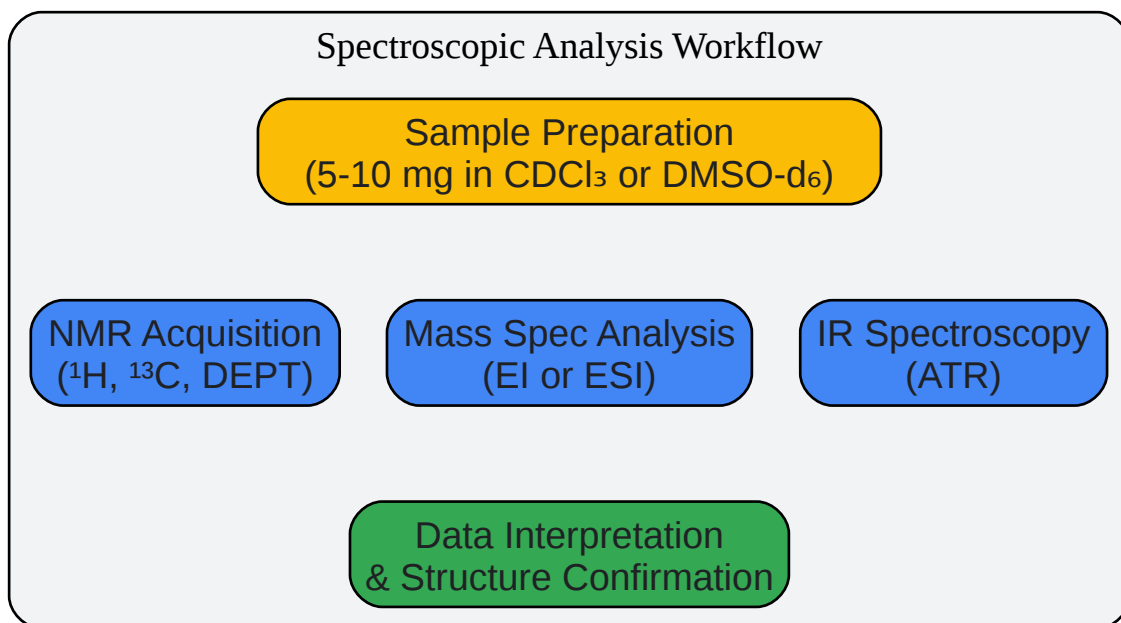 Spectroscopic Analysis Workflow
Sample Preparation
(5-10 mg in CDCl₃ or DMSO-d₆)
NMR Acquisition
(¹H, ¹³C, DEPT)
Mass Spec Analysis
(EI or ESI)
IR Spectroscopy
(ATR)
Data Interpretation
& Structure Confirmation